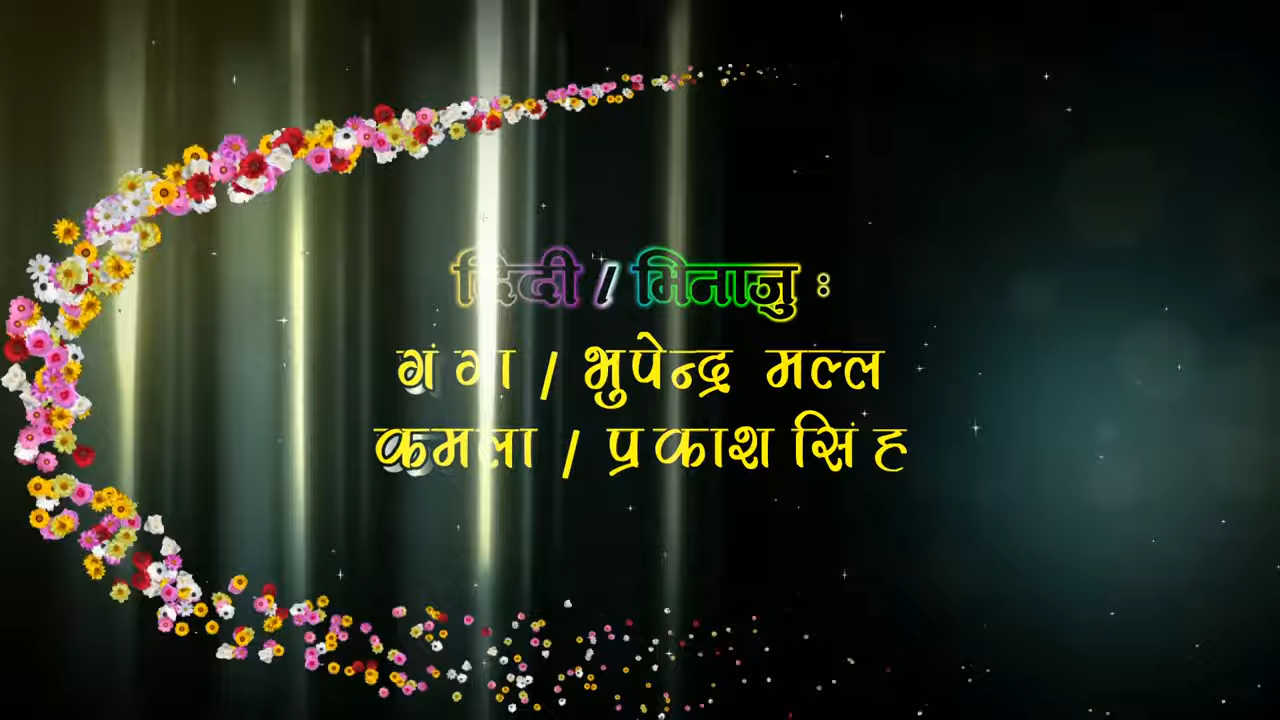 दिदी / भिनाजु :
गंगा / भुपेन्द्र मल्ल
कमला / प्रकाश सिंह